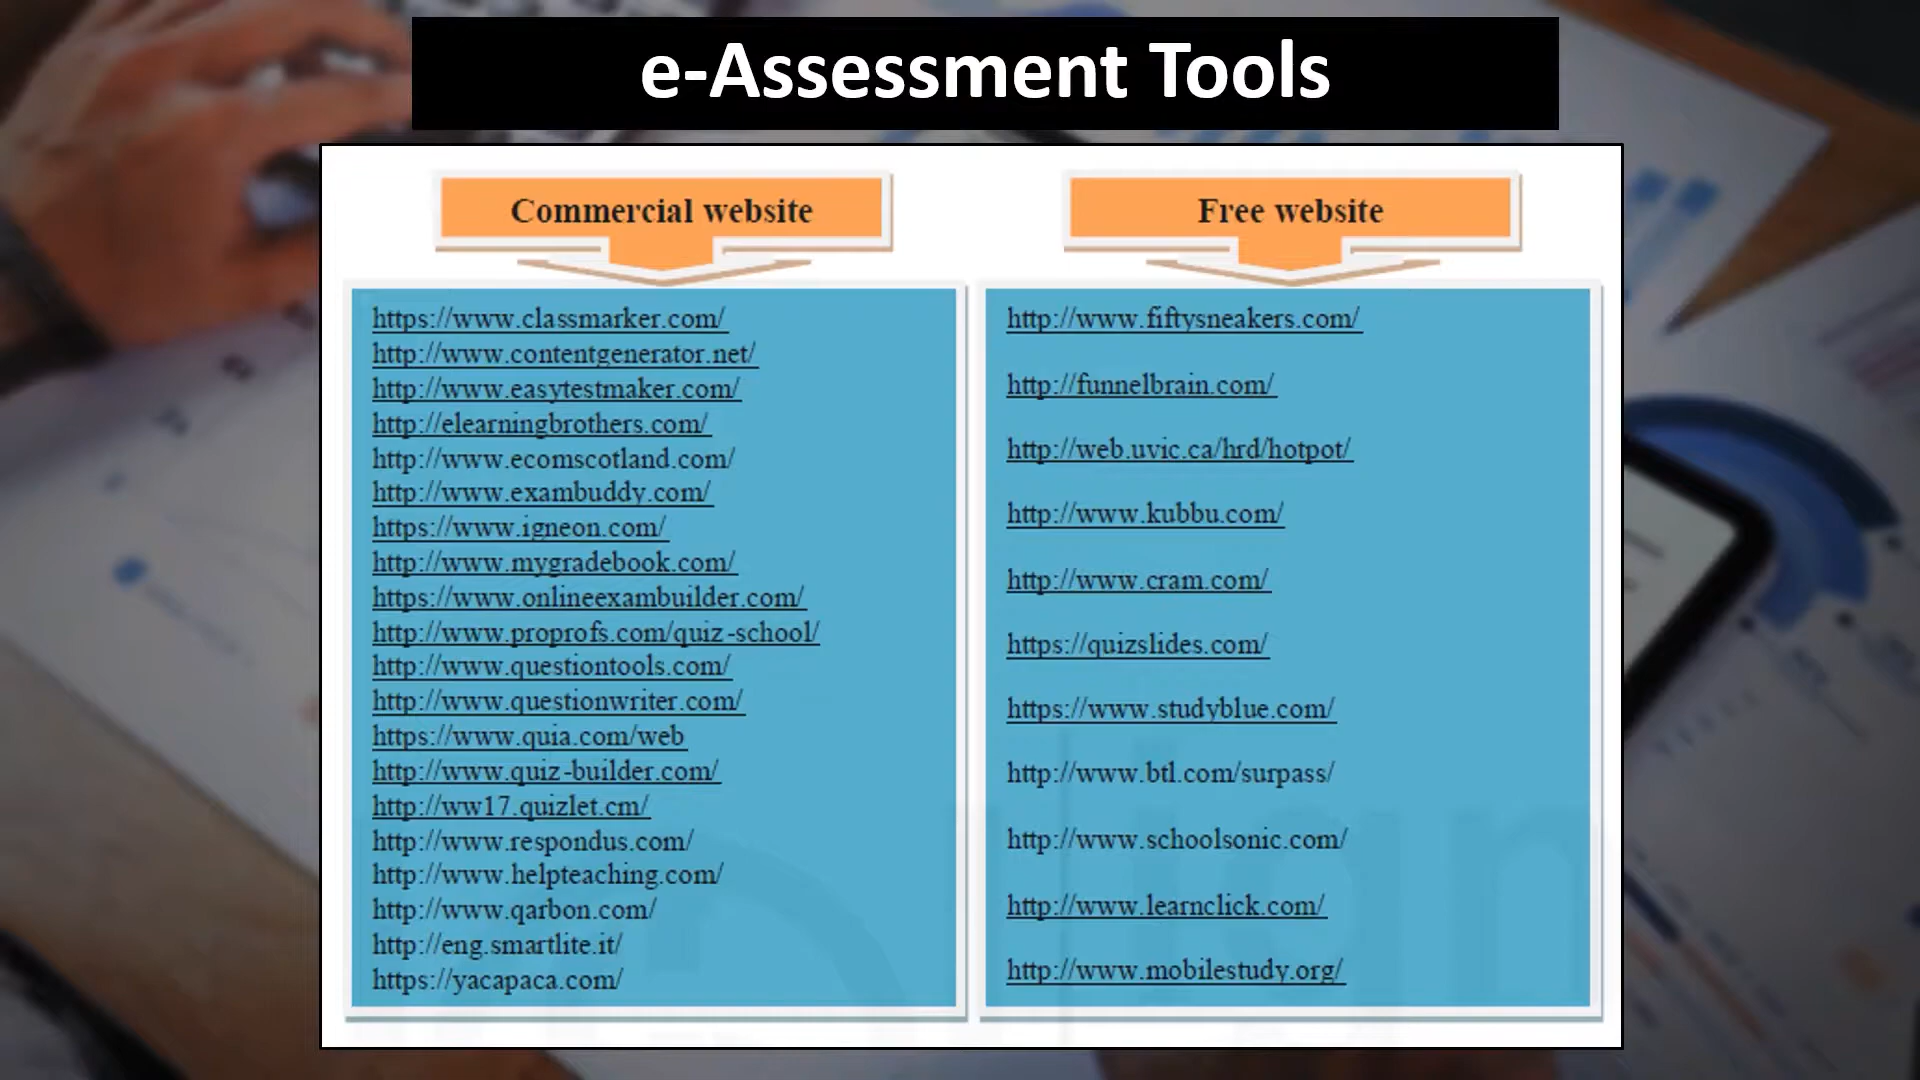 e-Assessment Tools
Commercial website
https://www.classmarker.com/
http://www.contentgenerator.net/
http://www.easytestmaker.com/
http://elearningbrothers.com/
http://www.ecomscotland.com/
http://www.exambuddy.com/
https://www.igneon.com/
http://www.mygradebook.com/
https://www.onlineexambuilder.com/
http://www.proprofs.com/quiz-school/
http://www.questiontools.com/
http://www.questionwriter.com/
https://www.quia.com/web
http://www.quiz-builder.com/
http://ww17.quizlet.cm/
http://www.respondus.com/
http://www.helpteaching.com/
http://www.qarbon.com/
http://eng.smartlite.it/
https://yacapaca.com/
Free website
http://www.fiftysneakers.com/
http://funnelbrain.com/
http://web.uvic.ca/hrd/hotpot/
http://www.kubbu.com/
http://www.cram.com/
https://quizslides.com/
https://www.studyblue.com/
http://www.btl.com/surpass/
http://www.schoolsonic.com/
http://www.learnclick.com/
http://www.mobilestudy.org/